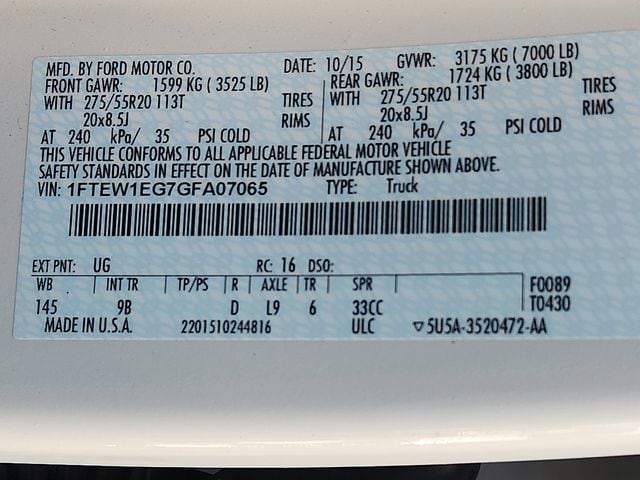 MFD. BY FORD MOTOR CO. DATE: 10/15 GVWR: 3175 KG (7000 LB)
FRONT GAWR: 1599 KG (3525 LB) REAR GAWR: 1724 KG (3800 LB)
WITH 275/55R20 113T TIRES WITH 275/55R20 113T TIRES
20x8.5J RIMS 20x8.5J RIMS
AT 240 kPa/ 35 PSI COLD AT 240 kPa/ 35 PSI COLD
THIS VEHICLE CONFORMS TO ALL APPLICABLE FEDERAL MOTOR VEHICLE
SAFETY STANDARDS IN EFFECT ON THE DATE OF MANUFACTURE SHOWN ABOVE.
VIN: 1FTEW1EG7GFA07065 TYPE: Truck
EXT PNT: UG RC: 16 DSO:
WB INT TR TP/PS R AXLE TR SPR F0089
145 9B D L9 6 33CC T0430
MADE IN U.S.A. 2201510244816 ULC ▽5U5A-3520472-AA